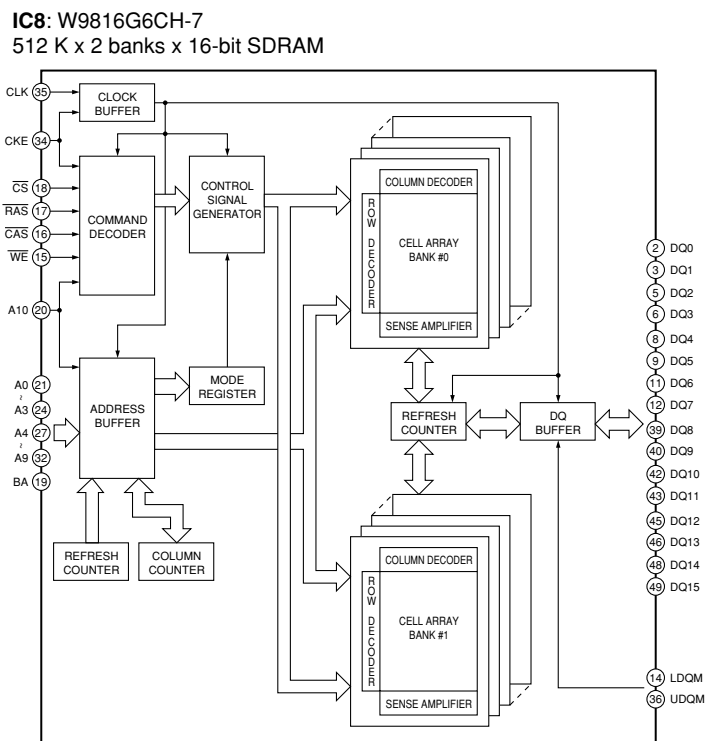 IC8: W9816G6CH-7
512 K x 2 banks x 16-bit SDRAM
CLK 35
CKE 34
CS 18
RAS 17
CAS 16
WE 15
A10 20
A0 21
~
A3 24
A4 27
~
A9 32
BA 19
CLOCK
BUFFER
COMMAND
DECODER
CONTROL
SIGNAL
GENERATOR
ADDRESS
BUFFER
MODE
REGISTER
REFRESH
COUNTER
COLUMN
COUNTER
COLUMN DECODER
ROW DECODER
CELL ARRAY
BANK #0
SENSE AMPLIFIER
REFRESH
COUNTER
DQ
BUFFER
COLUMN DECODER
ROW DECODER
CELL ARRAY
BANK #1
SENSE AMPLIFIER
2 DQ0
3 DQ1
5 DQ2
6 DQ3
8 DQ4
9 DQ5
11 DQ6
12 DQ7
39 DQ8
40 DQ9
42 DQ10
43 DQ11
45 DQ12
46 DQ13
48 DQ14
49 DQ15
14 LDQM
36 UDQM